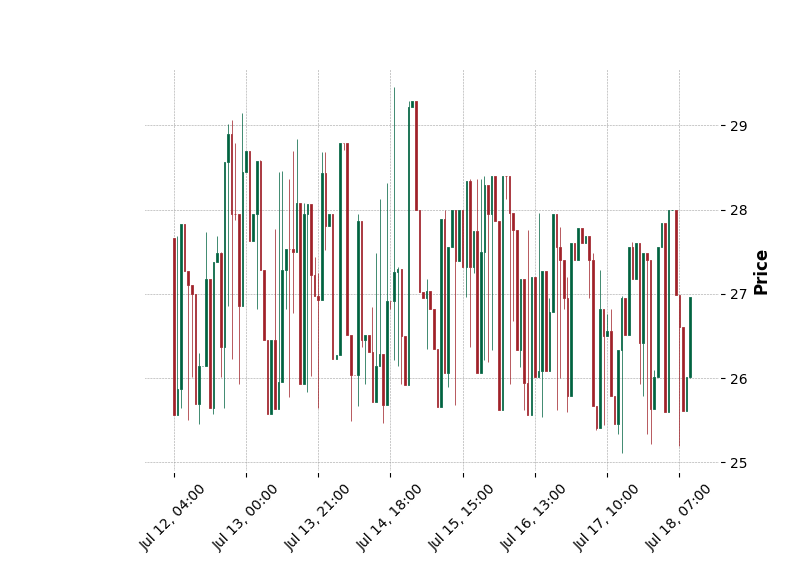 29
28
27
26
25
Price
Jul 12, 04:00
Jul 13, 00:00
Jul 13, 21:00
Jul 14, 18:00
Jul 15, 15:00
Jul 16, 13:00
Jul 17, 10:00
Jul 18, 07:00